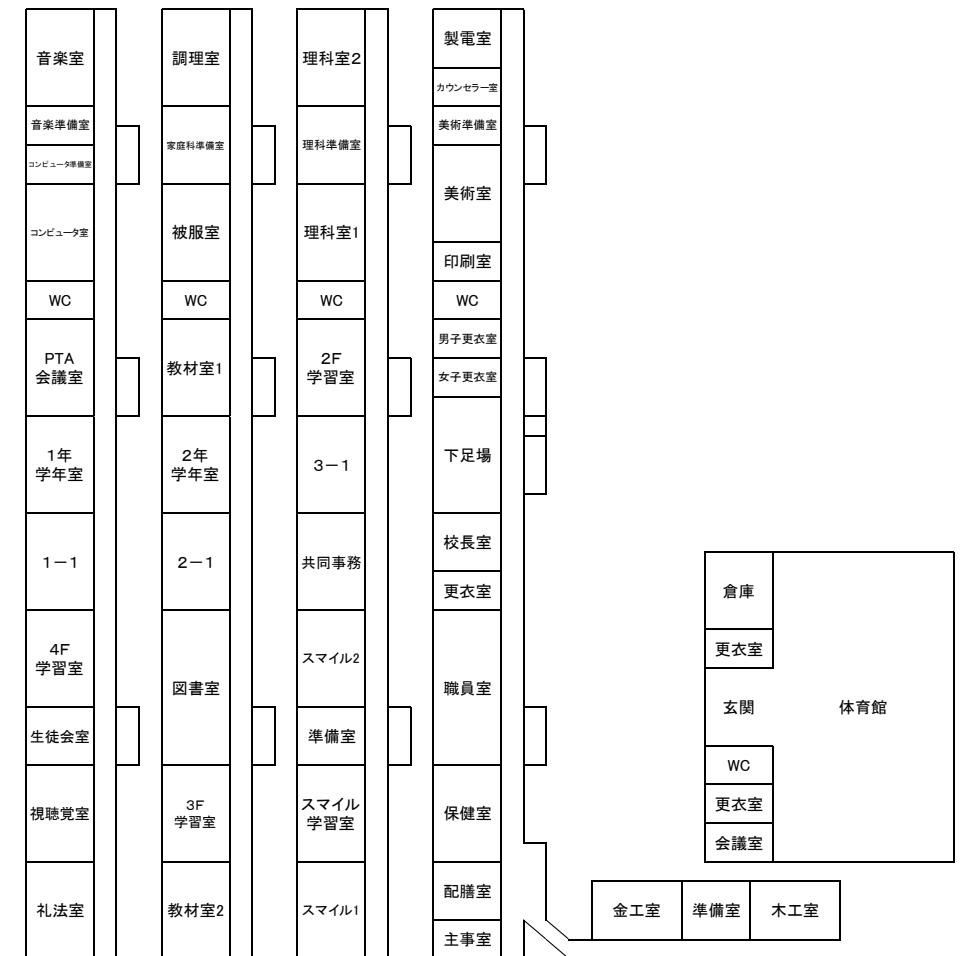 音楽室
音楽準備室
コンピュータ準備室
コンピュータ室
WC
PTA
会議室
1年
学年室
1−1
4F
学習室
生徒会室
視聴覚室
礼法室
調理室
家庭科準備室
被服室
WC
教材室1
2年
学年室
2−1
図書室
3F
学習室
教材室2
理科室2
理科準備室
理科室1
WC
2F
学習室
3−1
共同事務
スマイル2
準備室
スマイル
学習室
スマイル1
製電室
カウンセラー室
美術準備室
美術室
印刷室
WC
男子更衣室
女子更衣室
下足場
校長室
更衣室
職員室
保健室
配膳室
主事室
倉庫
更衣室
玄関
体育館
WC
更衣室
会議室
金工室
準備室
木工室